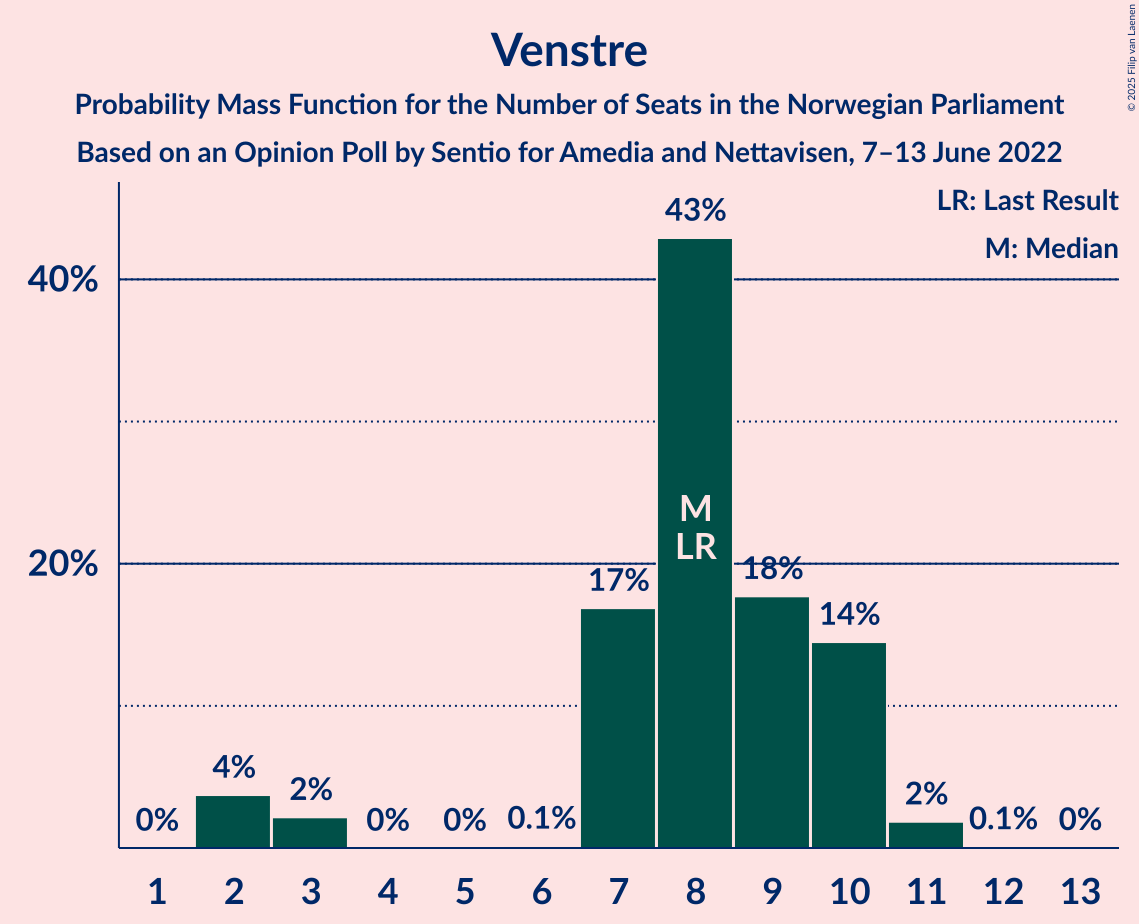 Venstre
Probability Mass Function for the Number of Seats in the Norwegian Parliament
Based on an Opinion Poll by Sentio for Amedia and Nettavisen, 7–13 June 2022
© 2025 Filip van Laenen
LR: Last Result
M: Median
40%
20%
0%
4%
2%
0%
0%
0.1%
17%
43%
M
LR
18%
14%
2%
0.1%
0%
1 2 3 4 5 6 7 8 9 10 11 12 13